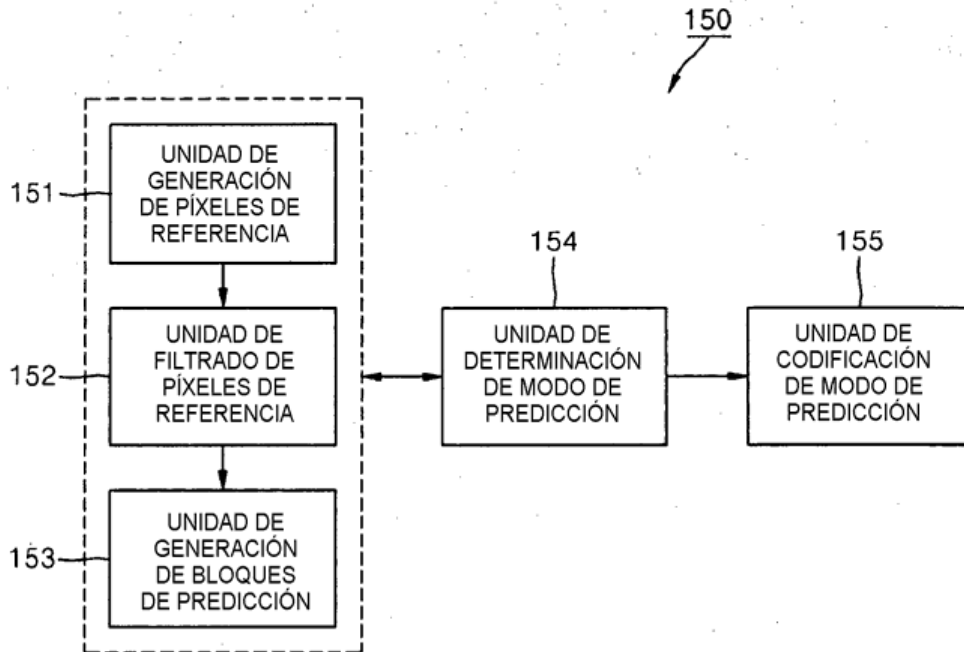 150
151
UNIDAD DE
GENERACIÓN
DE PÍXELES DE
REFERENCIA
152
UNIDAD DE
FILTRADO DE
PÍXELES DE
REFERENCIA
153
UNIDAD DE
GENERACIÓN
DE BLOQUES
DE PREDICCIÓN
154
UNIDAD DE
DETERMINACIÓN
DE MODO DE
PREDICCIÓN
155
UNIDAD DE
CODIFICACIÓN
DE MODO DE
PREDICCIÓN